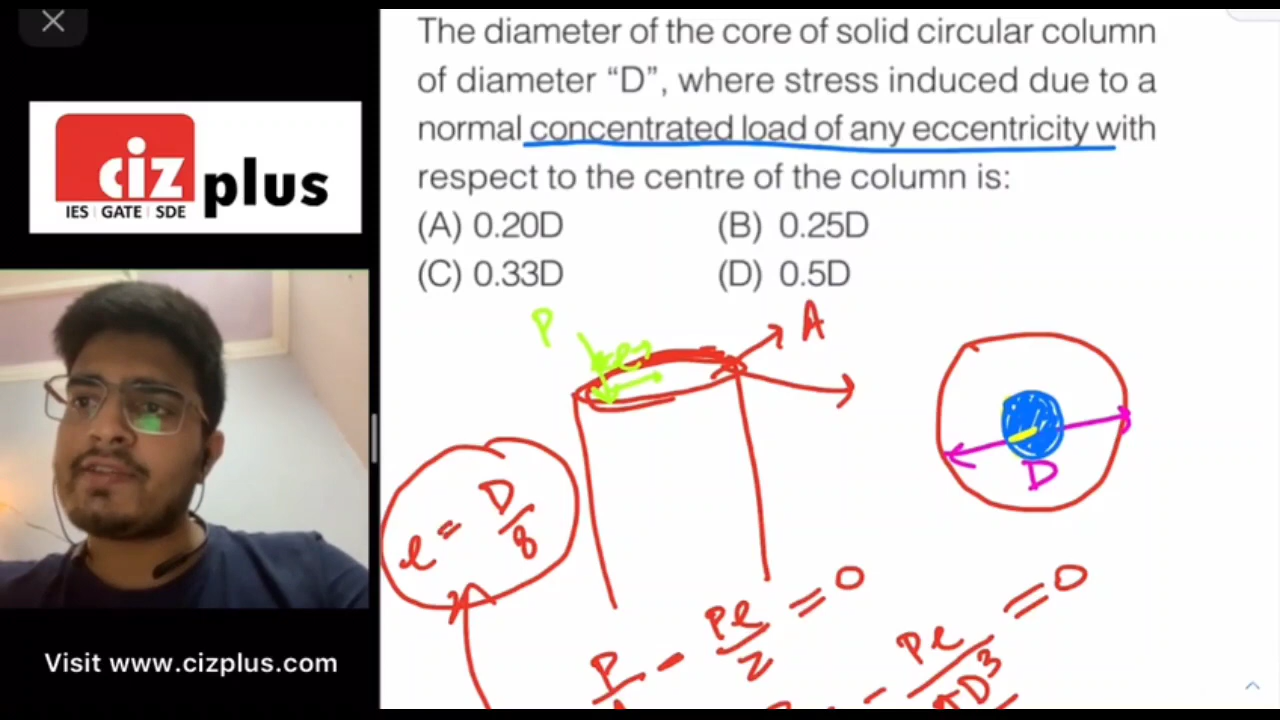 The diameter of the core of solid circular column
of diameter “D”, where stress induced due to a
normal concentrated load of any eccentricity with
respect to the centre of the column is:
(A) 0.20D (B) 0.25D
(C) 0.33D (D) 0.5D
ciz plus
IES | GATE | SDE
P
e
A
D
e = D/8
P/ - Pe/Z = 0
- Pe/ = 0
D³
Visit www.cizplus.com